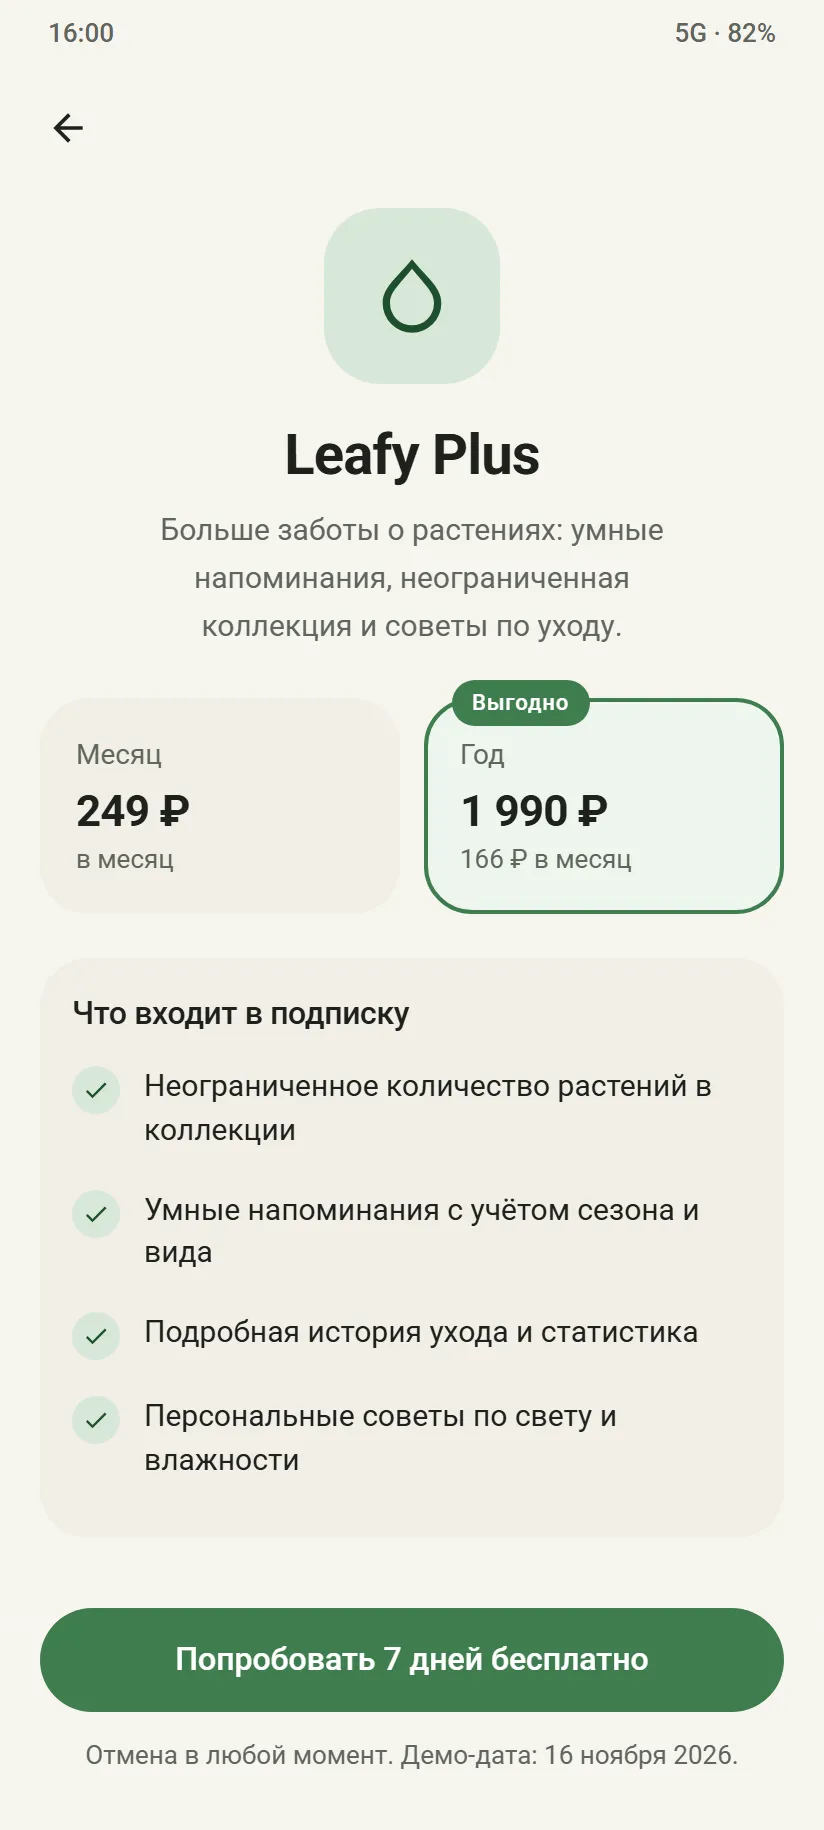 16:00
5G · 82%
Leafy Plus
Больше заботы о растениях: умные
напоминания, неограниченная
коллекция и советы по уходу.
Месяц
249 ₽
в месяц
Выгодно
Год
1 990 ₽
166 ₽ в месяц
Что входит в подписку
Неограниченное количество растений в
коллекции
Умные напоминания с учётом сезона и
вида
Подробная история ухода и статистика
Персональные советы по свету и
влажности
Попробовать 7 дней бесплатно
Отмена в любой момент. Демо-дата: 16 ноября 2026.